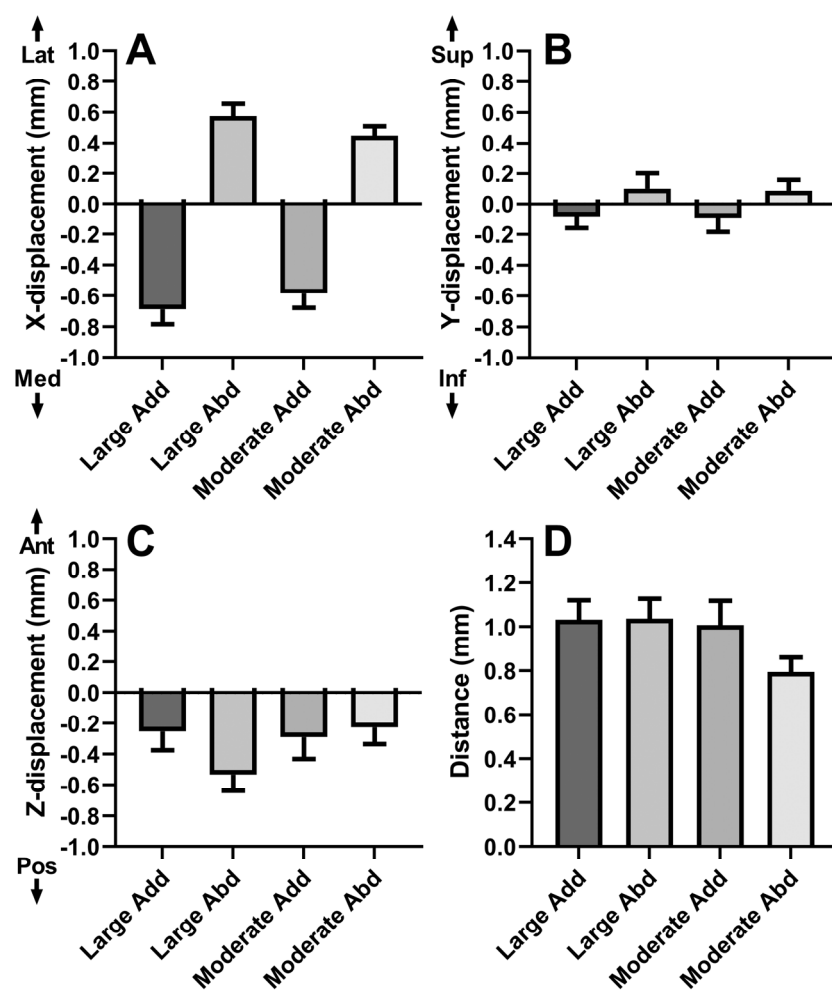 A
Lat
X-displacement (mm)
1.0
0.8
0.6
0.4
0.2
0.0
-0.2
-0.4
-0.6
-0.8
-1.0
Med
Large Add
Large Abd
Moderate Add
Moderate Abd
B
Sup
Y-displacement (mm)
1.0
0.8
0.6
0.4
0.2
0.0
-0.2
-0.4
-0.6
-0.8
-1.0
Inf
Large Add
Large Abd
Moderate Add
Moderate Abd
C
Ant
Z-displacement (mm)
1.0
0.8
0.6
0.4
0.2
0.0
-0.2
-0.4
-0.6
-0.8
-1.0
Pos
Large Add
Large Abd
Moderate Add
Moderate Abd
D
Distance (mm)
1.4
1.2
1.0
0.8
0.6
0.4
0.2
0.0
Large Add
Large Abd
Moderate Add
Moderate Abd